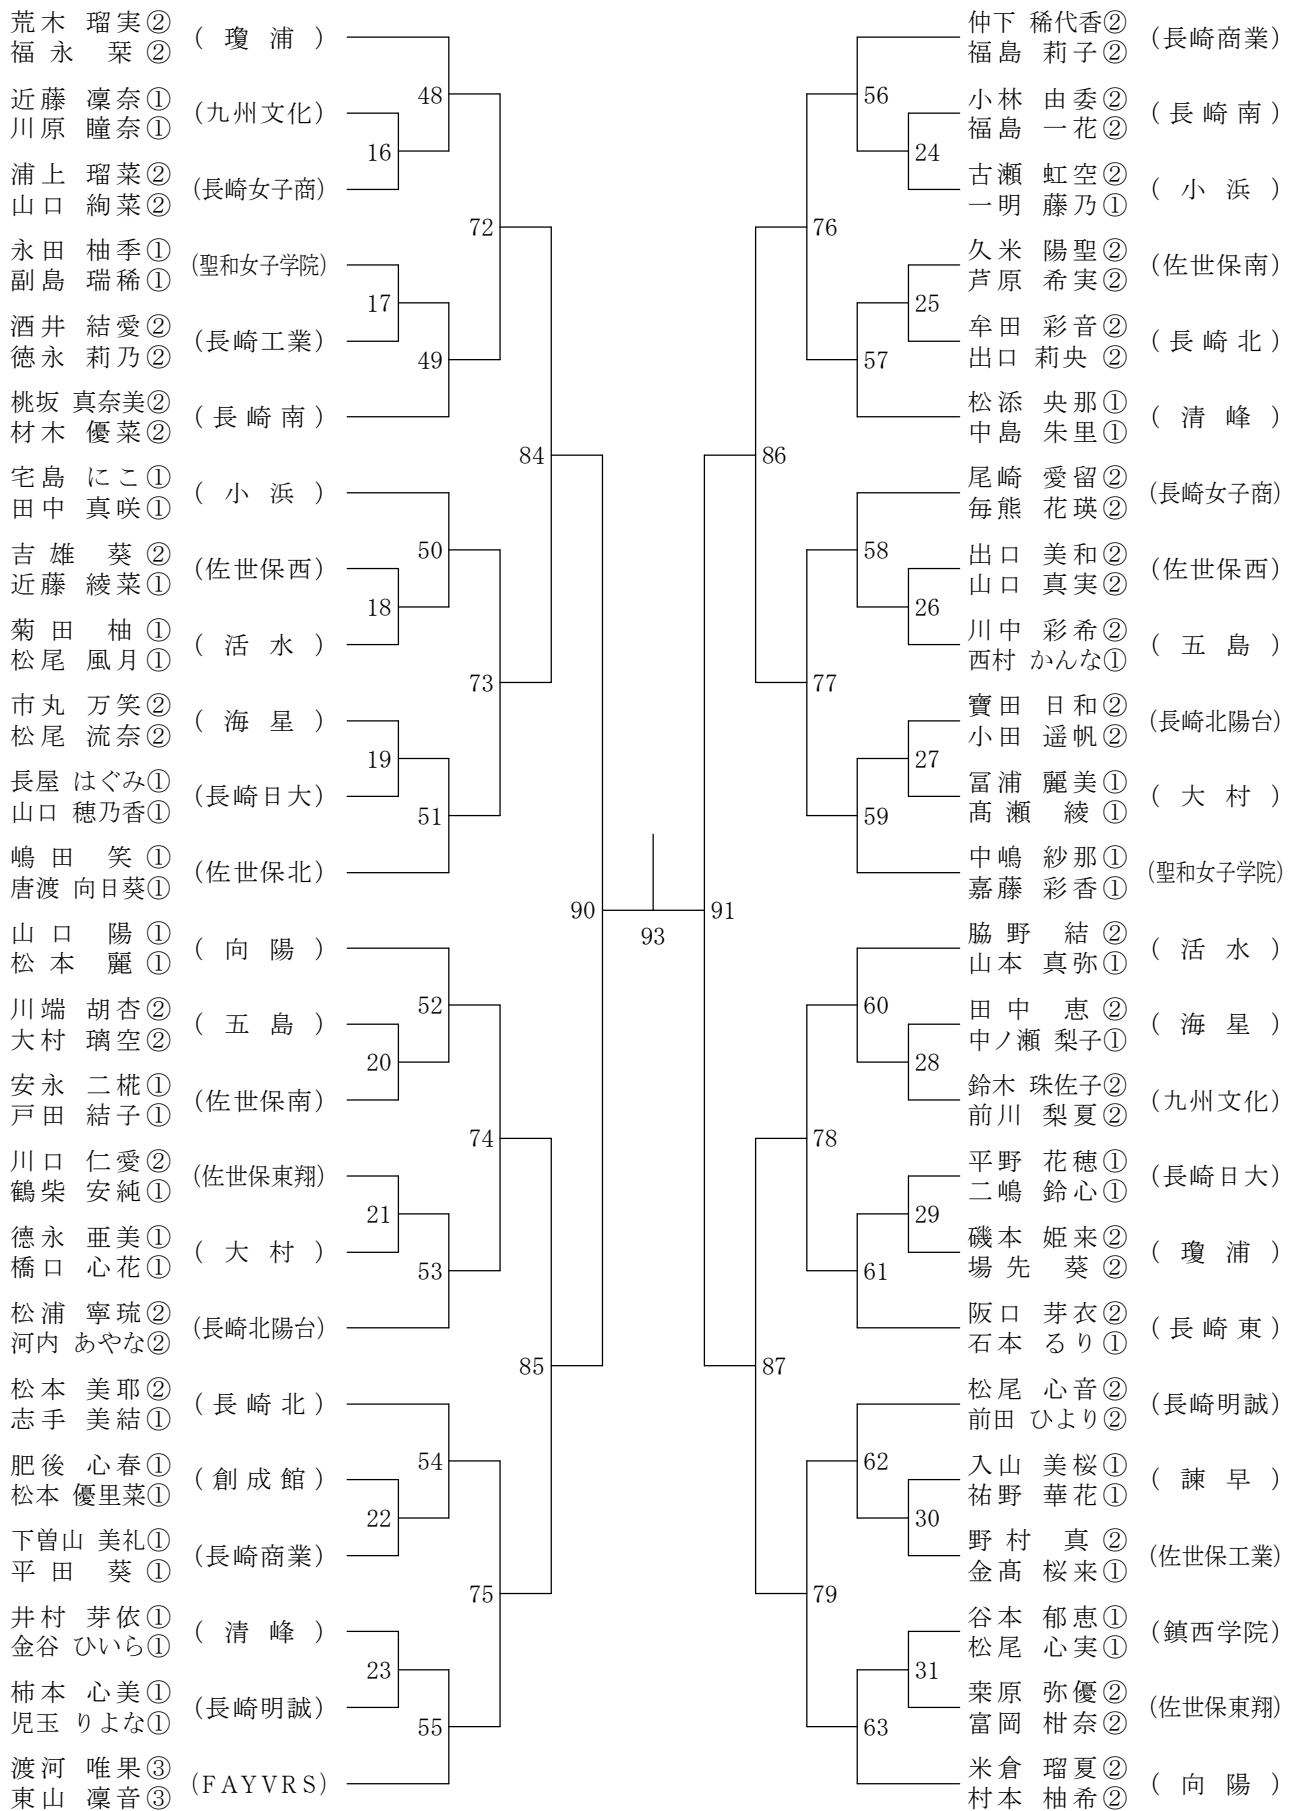 荒木 瑠実②
福永 栞②
(瓊浦)
近藤 凜奈①
川原 瞳奈①
(九州文化)
浦上 瑠菜②
山口 絢菜②
(長崎女子商)
永田 柚季①
副島 瑞稀①
(聖和女子学院)
酒井 結愛②
徳永 莉乃②
(長崎工業)
桃坂 真奈美②
材木 優菜②
(長崎南)
宅島 にこ①
田中 真咲①
(小浜)
吉雄 葵②
近藤 綾菜①
(佐世保西)
菊田 柚①
松尾 風月①
(活水)
市丸 万笑②
松尾 流奈②
(海星)
長屋 はぐみ①
山口 穂乃香①
(長崎日大)
嶋田 笑①
唐渡 向日葵①
(佐世保北)
山口 陽①
松本 麗①
(向陽)
川端 胡杏②
大村 璃空②
(五島)
安永 二椛①
戸田 結子①
(佐世保南)
川口 仁愛②
鶴柴 安純①
(佐世保東翔)
德永 亜美①
橋口 心花①
(大村)
松浦 寧琉②
河内 あやな②
(長崎北陽台)
松本 美耶②
志手 美結①
(長崎北)
肥後 心春①
松本 優里菜①
(創成館)
下曽山 美礼①
平田 葵①
(長崎商業)
井村 芽依①
金谷 ひいら①
(清峰)
柿本 心美①
児玉 りよな①
(長崎明誠)
渡河 唯果③
東山 凜音③
(FAYVRS)
48
16
72
17
49
84
50
18
73
19
51
90
52
20
74
21
53
85
54
22
75
23
55
93
91
56
24
76
25
57
86
58
26
77
27
59
60
28
78
29
61
87
62
30
79
31
63
仲下 稀代香②
福島 莉子②
(長崎商業)
小林 由委②
福島 一花②
(長崎南)
古瀬 虹空②
一明 藤乃①
(小浜)
久米 陽聖②
芦原 希実②
(佐世保南)
牟田 彩音②
出口 莉央②
(長崎北)
松添 央那①
中島 朱里①
(清峰)
尾崎 愛留②
毎熊 花瑛②
(長崎女子商)
出口 美和②
山口 真実②
(佐世保西)
川中 彩希②
西村 かんな①
(五島)
寶田 日和②
小田 遥帆②
(長崎北陽台)
冨浦 麗美①
髙瀬 綾①
(大村)
中嶋 紗那①
嘉藤 彩香①
(聖和女子学院)
脇野 結②
山本 真弥①
(活水)
田中 恵②
中ノ瀬 梨子①
(海星)
鈴木 珠佐子②
前川 梨夏②
(九州文化)
平野 花穂①
二嶋 鈴心①
(長崎日大)
磯本 姫来②
場先 葵②
(瓊浦)
阪口 芽衣②
石本 るり①
(長崎東)
松尾 心音②
前田 ひより②
(長崎明誠)
入山 美桜①
祐野 華花①
(諫早)
野村 真②
金髙 桜来①
(佐世保工業)
谷本 郁恵①
松尾 心実①
(鎮西学院)
桒原 弥優②
富岡 柑奈②
(佐世保東翔)
米倉 瑠夏②
村本 柚希②
(向陽)